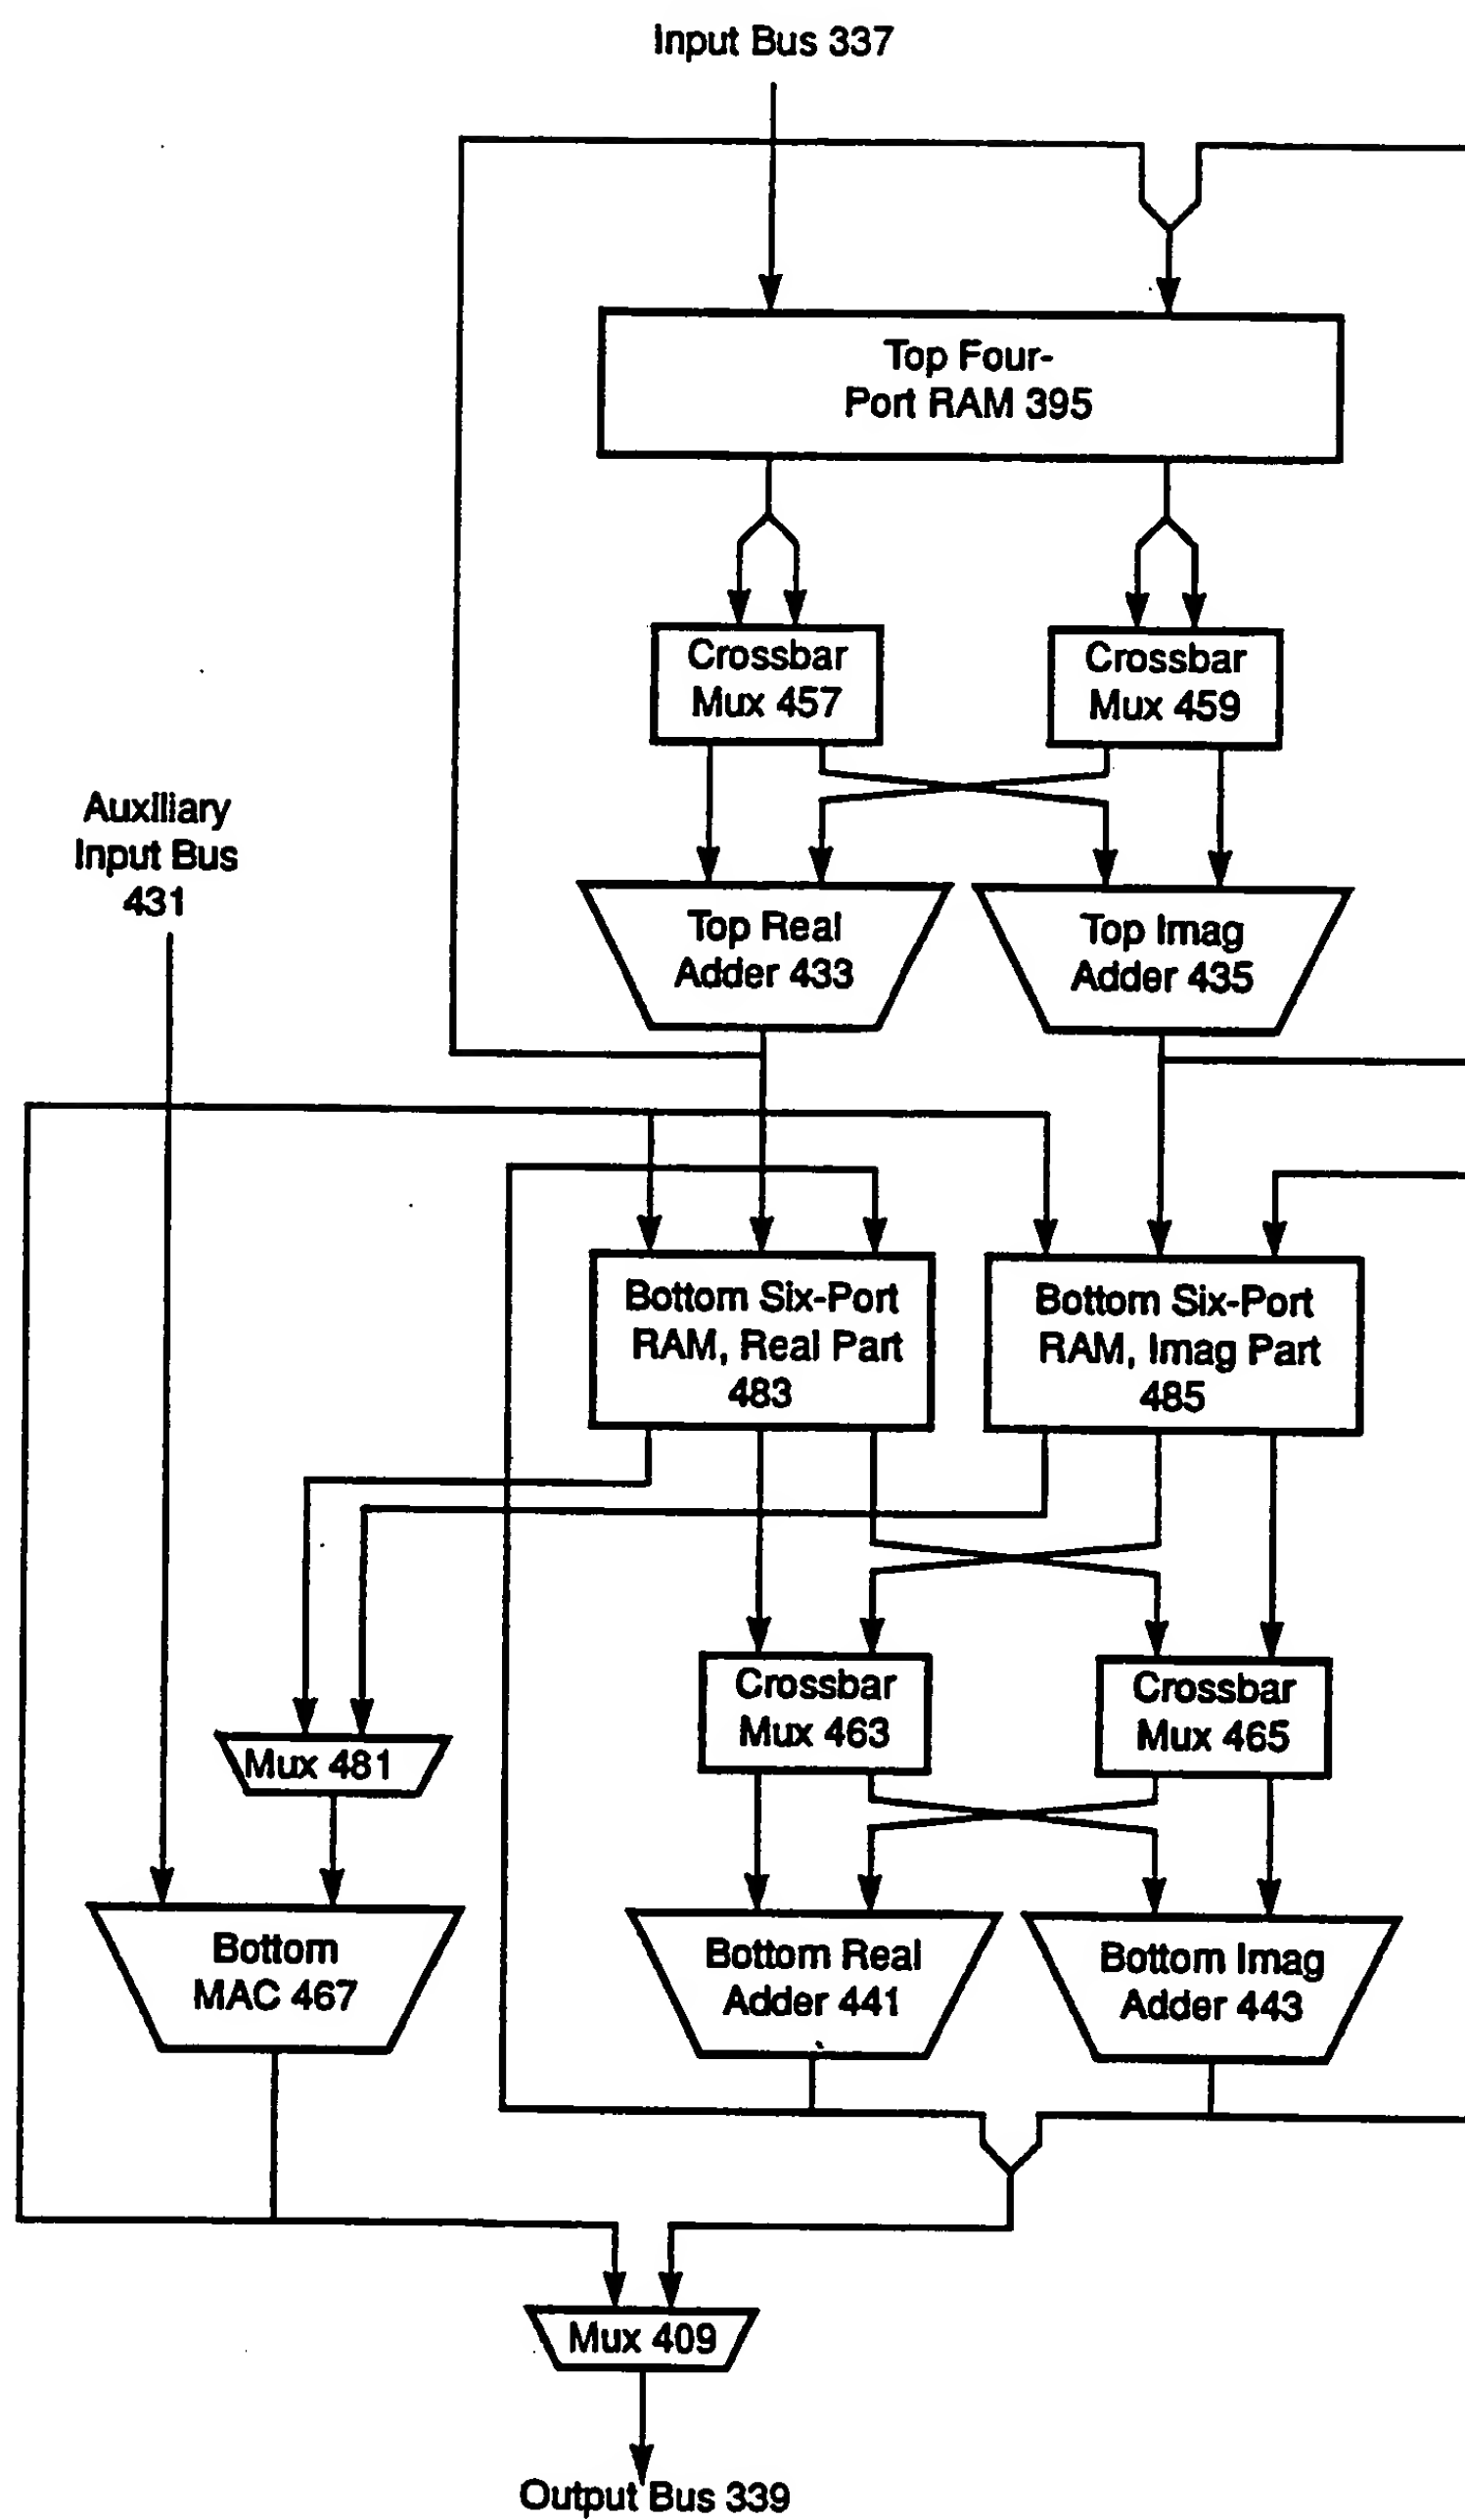 Input Bus 337
Top Four-
Port RAM 395
Crossbar
Mux 457
Crossbar
Mux 459
Auxiliary
Input Bus
431
Top Real
Adder 433
Top Imag
Adder 435
Bottom Six-Port
RAM, Real Part
483
Bottom Six-Port
RAM, Imag Part
485
Crossbar
Mux 463
Crossbar
Mux 465
Mux 481
Bottom
MAC 467
Bottom Real
Adder 441
Bottom Imag
Adder 443
Mux 409
Output Bus 339